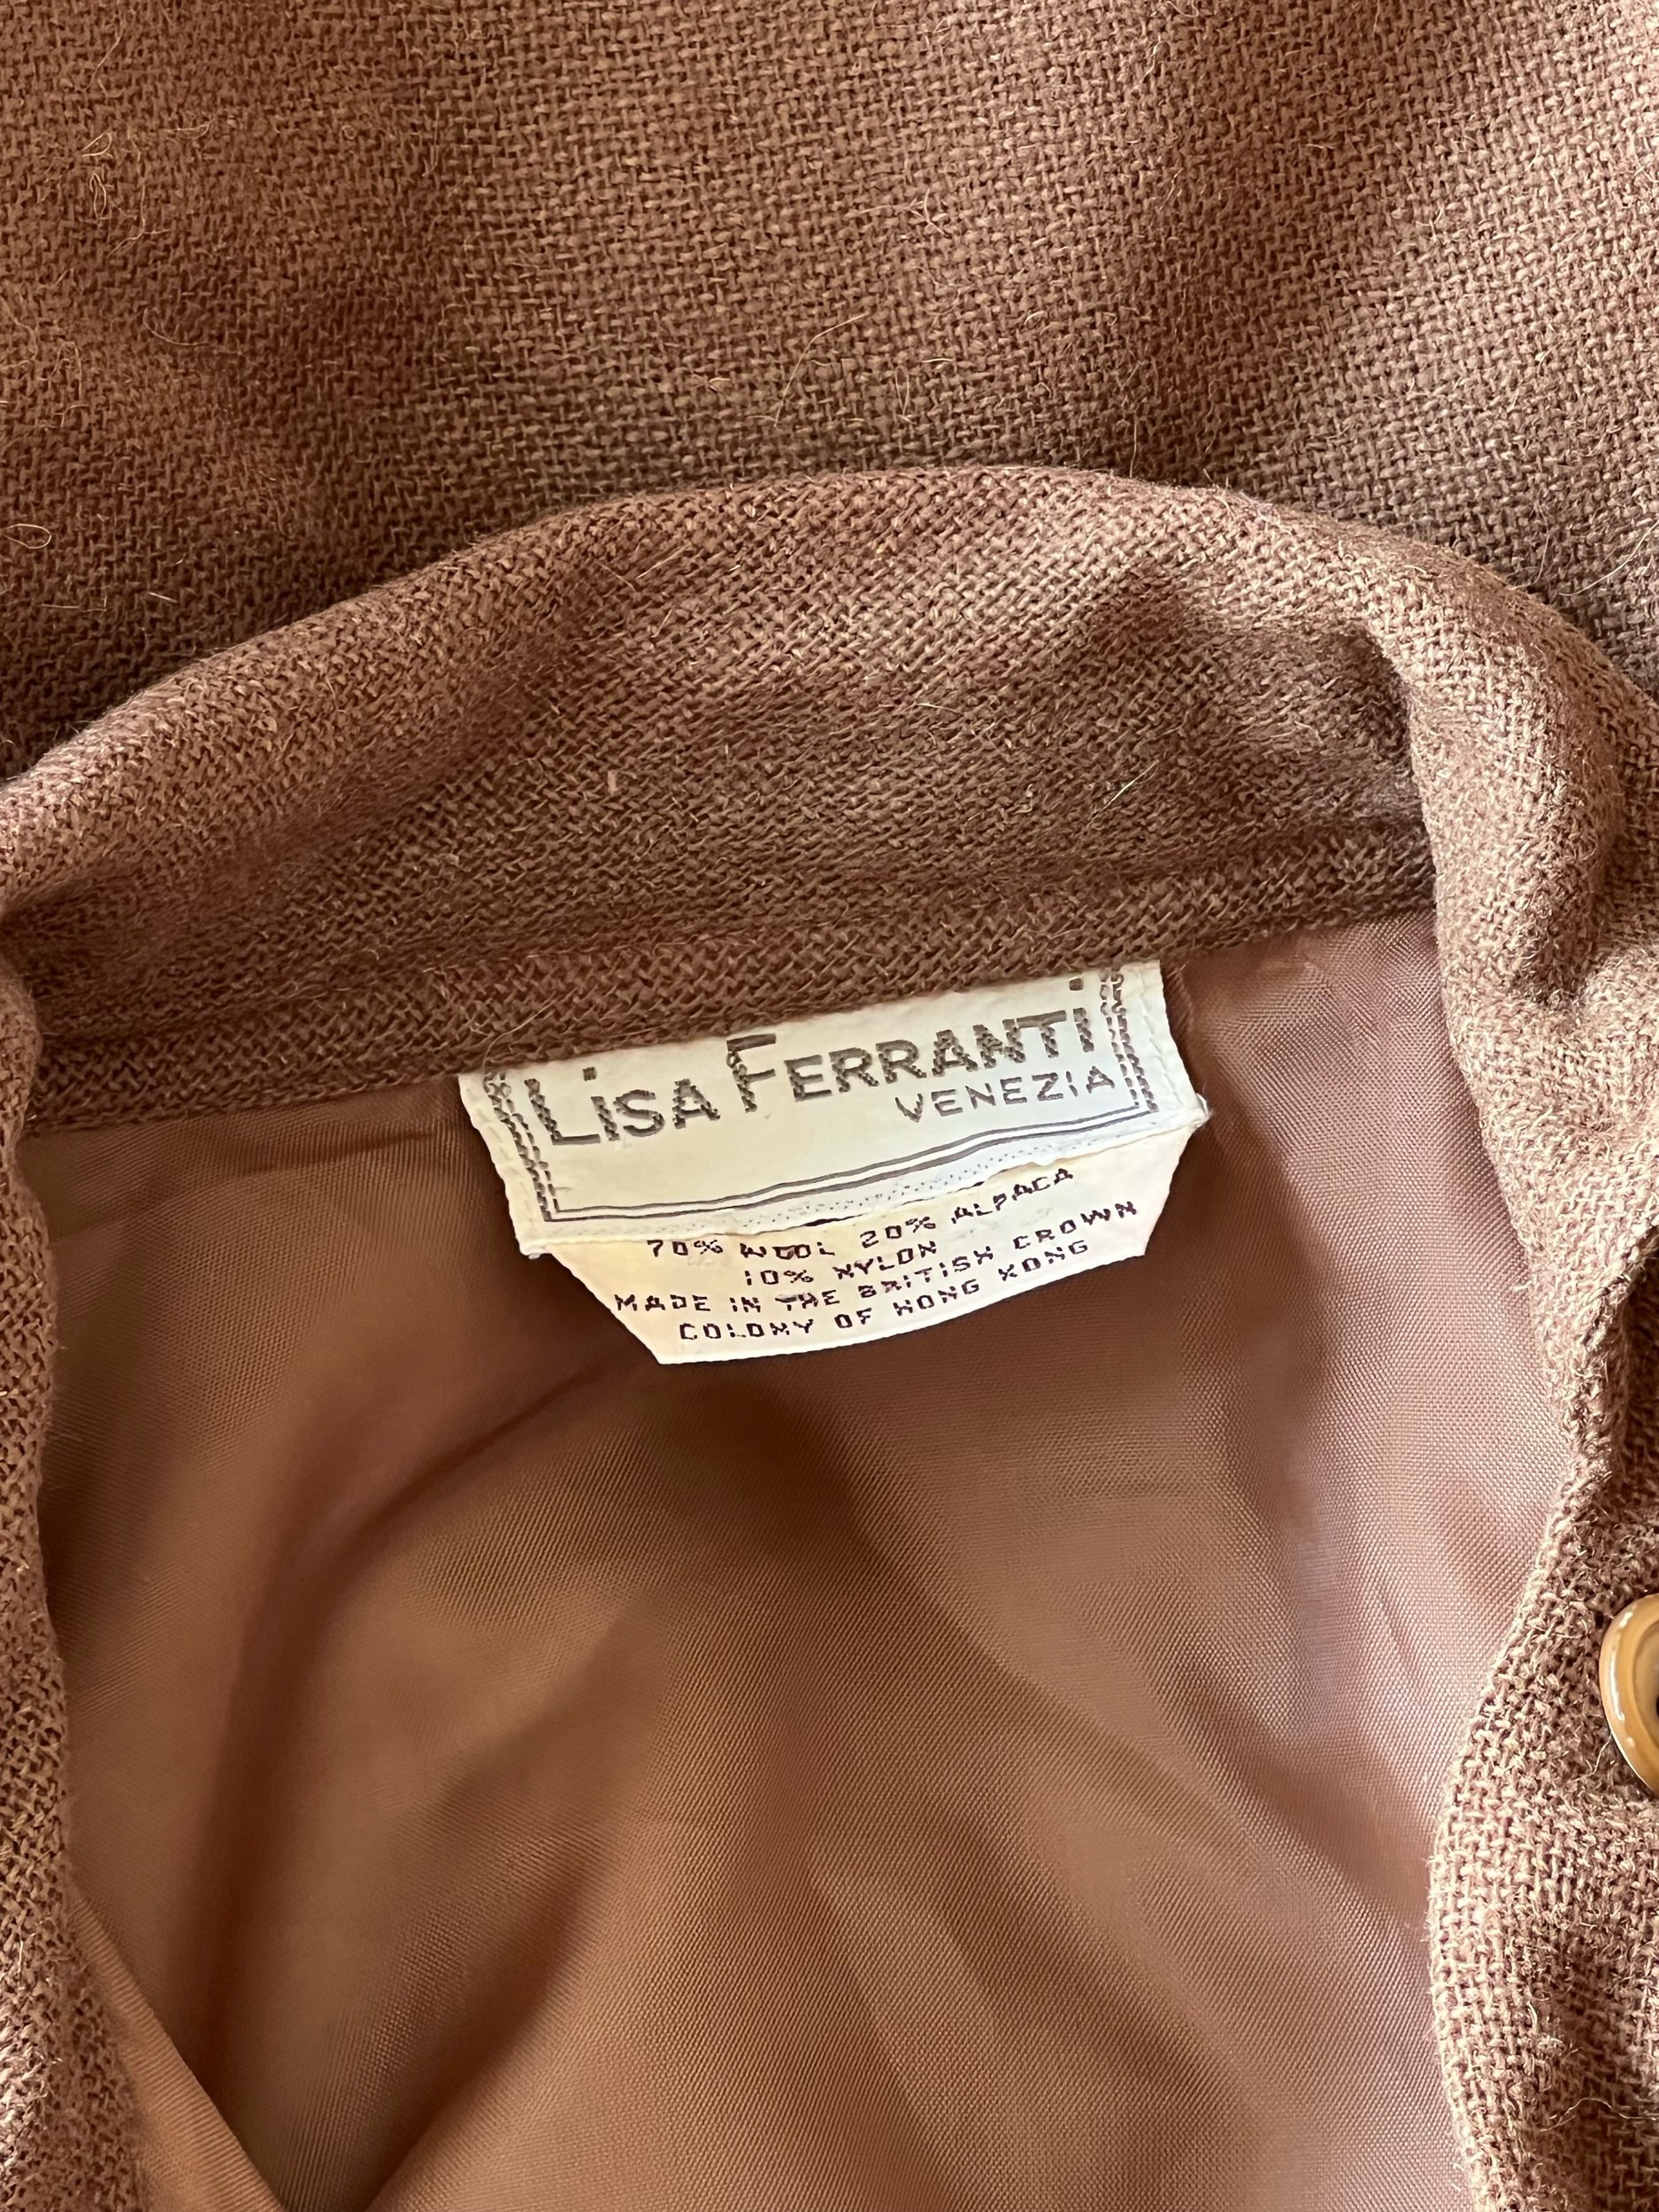 LiSA FERRANTi
VENEZIA
70% WOOL 20% ALPACA
10% NYLON
MADE IN THE BRITISH CROWN
COLONY OF HONG KONG